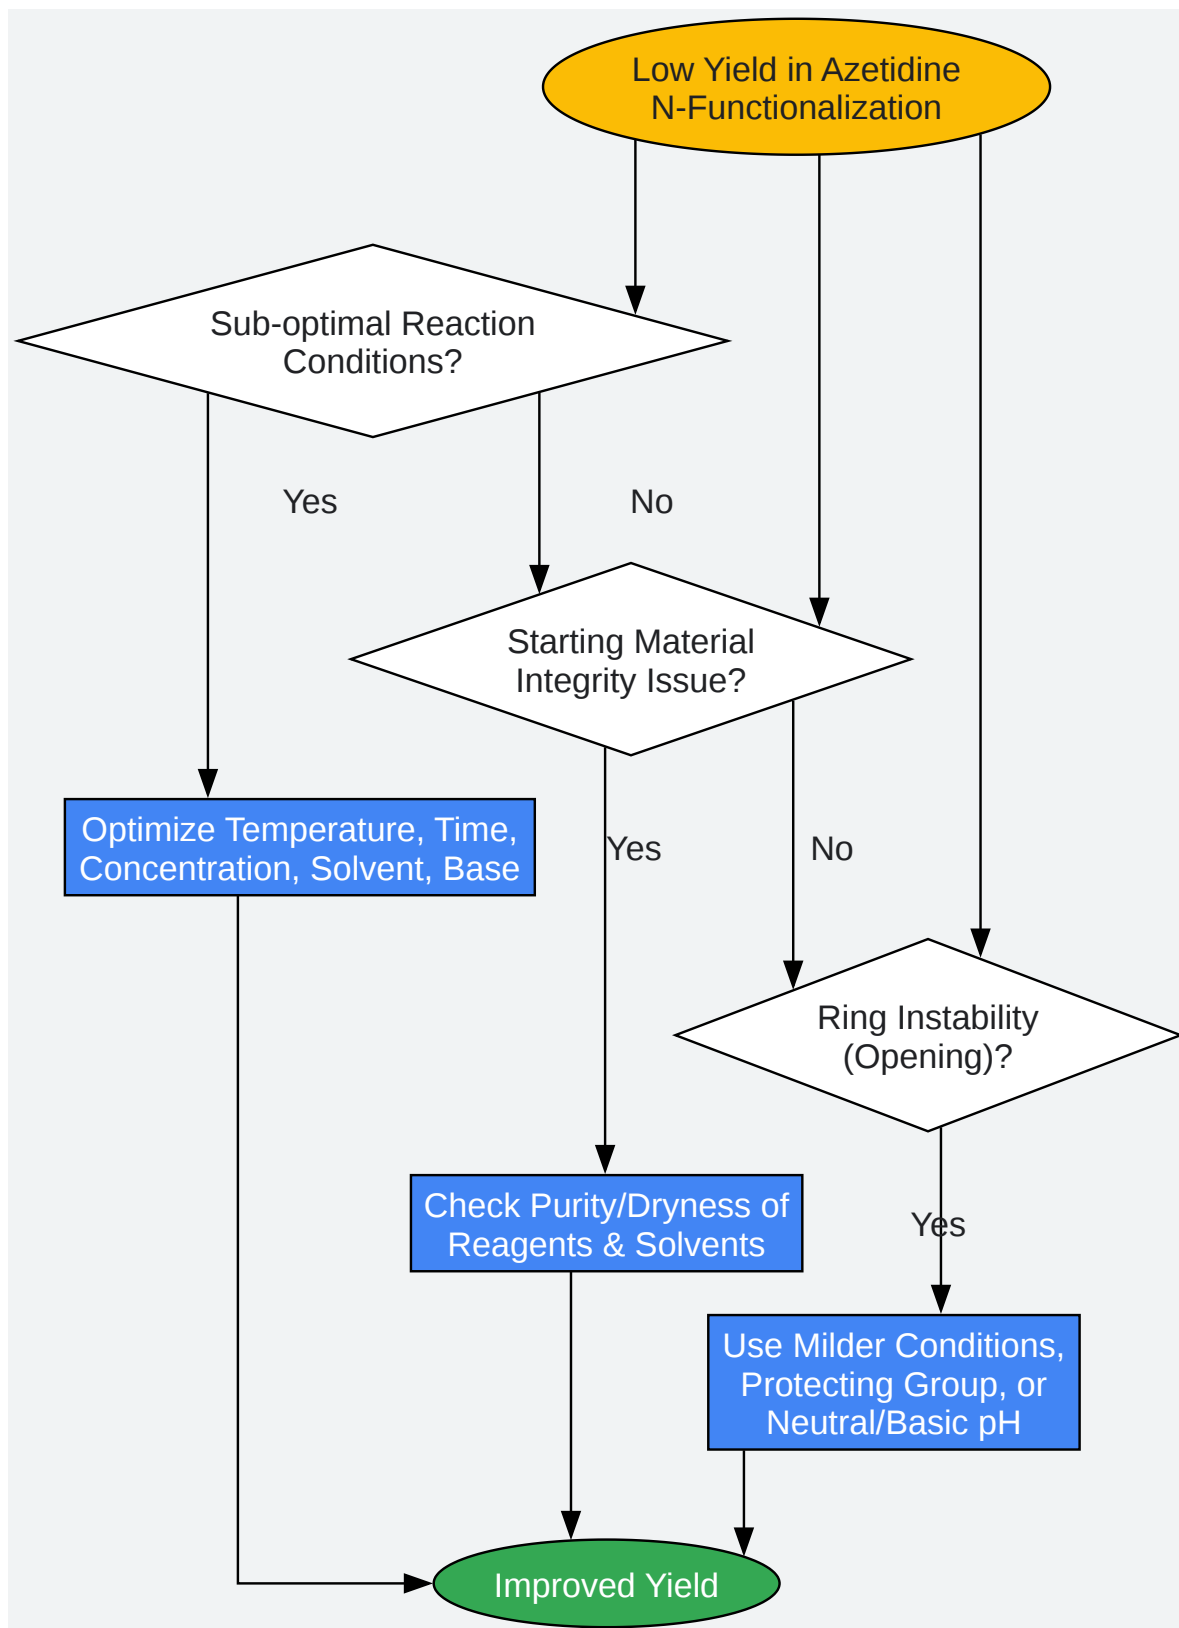 Low Yield in Azetidine
N-Functionalization
Sub-optimal Reaction
Conditions?
Yes
No
Starting Material
Integrity Issue?
Optimize Temperature, Time,
Concentration, Solvent, Base
Yes
No
Ring Instability
(Opening)?
Check Purity/Dryness of
Reagents & Solvents
Yes
Use Milder Conditions,
Protecting Group, or
Neutral/Basic pH
Improved Yield